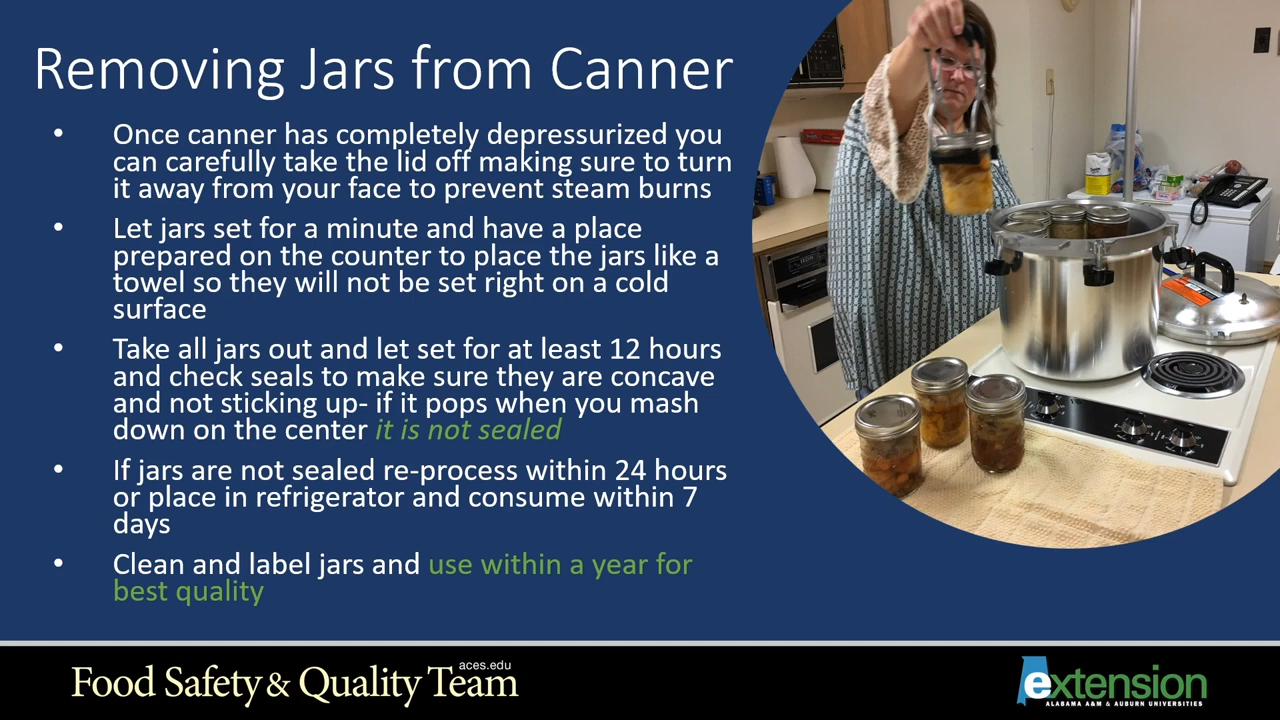 Removing Jars from Canner
• Once canner has completely depressurized you
can carefully take the lid off making sure to turn
it away from your face to prevent steam burns
• Let jars set for a minute and have a place
prepared on the counter to place the jars like a
towel so they will not be set right on a cold
surface
• Take all jars out and let set for at least 12 hours
and check seals to make sure they are concave
and not sticking up- if it pops when you mash
down on the center it is not sealed
• If jars are not sealed re-process within 24 hours
or place in refrigerator and consume within 7
days
• Clean and label jars and use within a year for
best quality
Food Safety & Quality Team
aces.edu
extension
ALABAMA A&M & AUBURN UNIVERSITIES